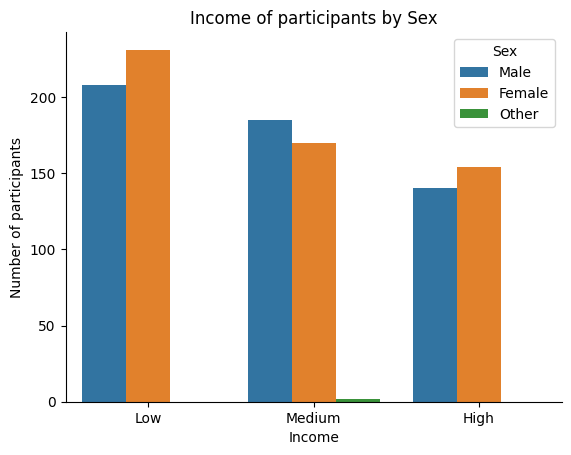 Income of participants by Sex
Sex
Male
Female
Other
Number of participants
200
150
100
50
0
Low
Medium
High
Income